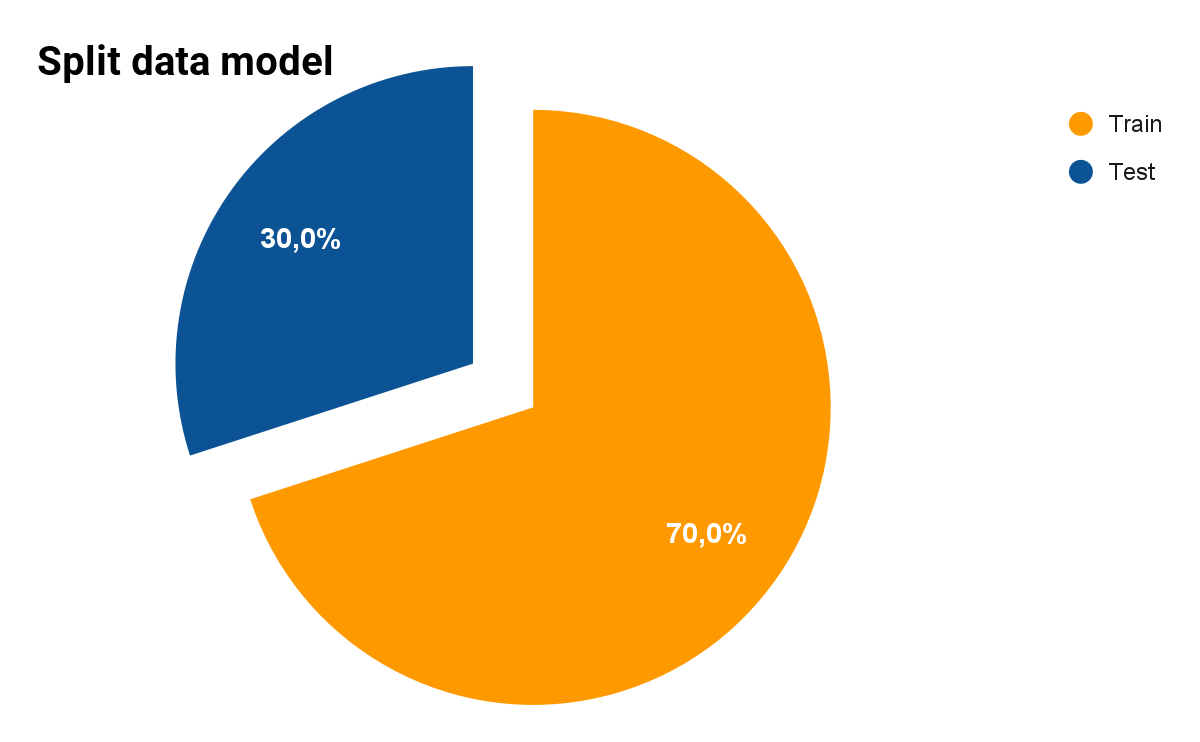 Split data model
Train
Test
30,0%
70,0%